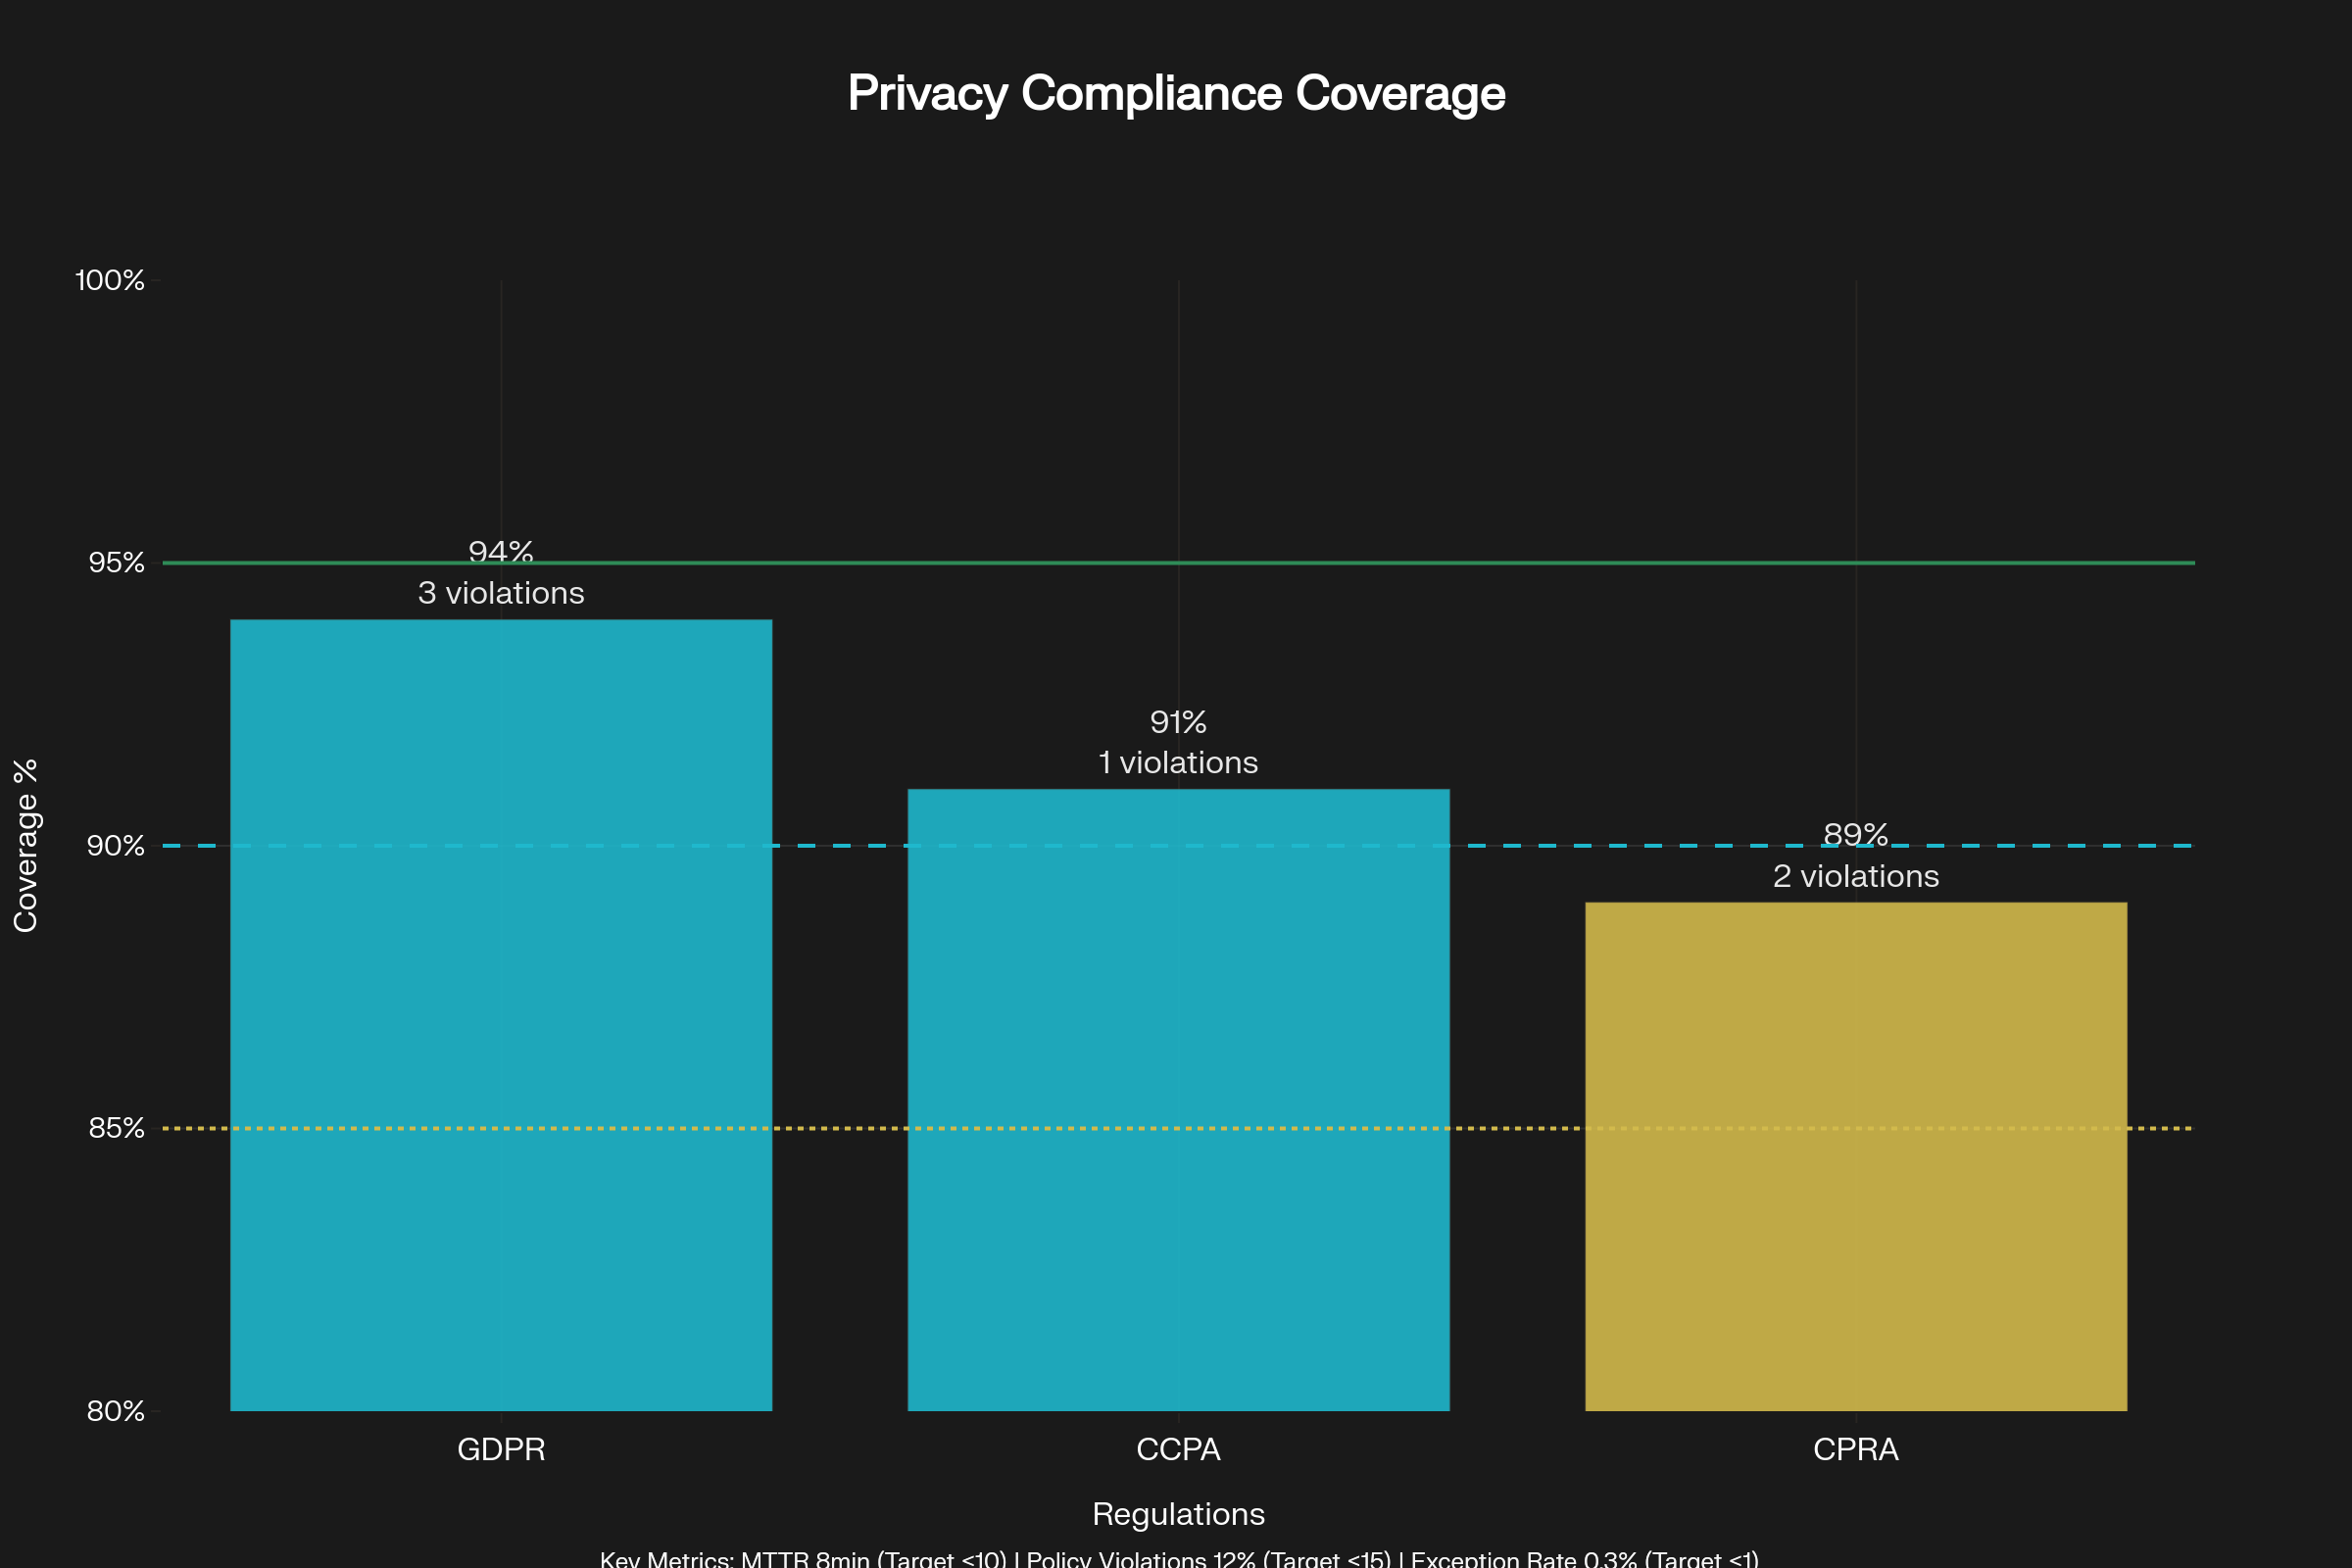 Privacy Compliance Coverage
100%
95%
90%
85%
80%
Coverage %
94%
3 violations
91%
1 violations
89%
2 violations
GDPR
CCPA
CPRA
Regulations
Key Metrics: MTTR 8min (Target <10) | Policy Violations 12% (Target <15) | Exception Rate 0.3% (Target <1)